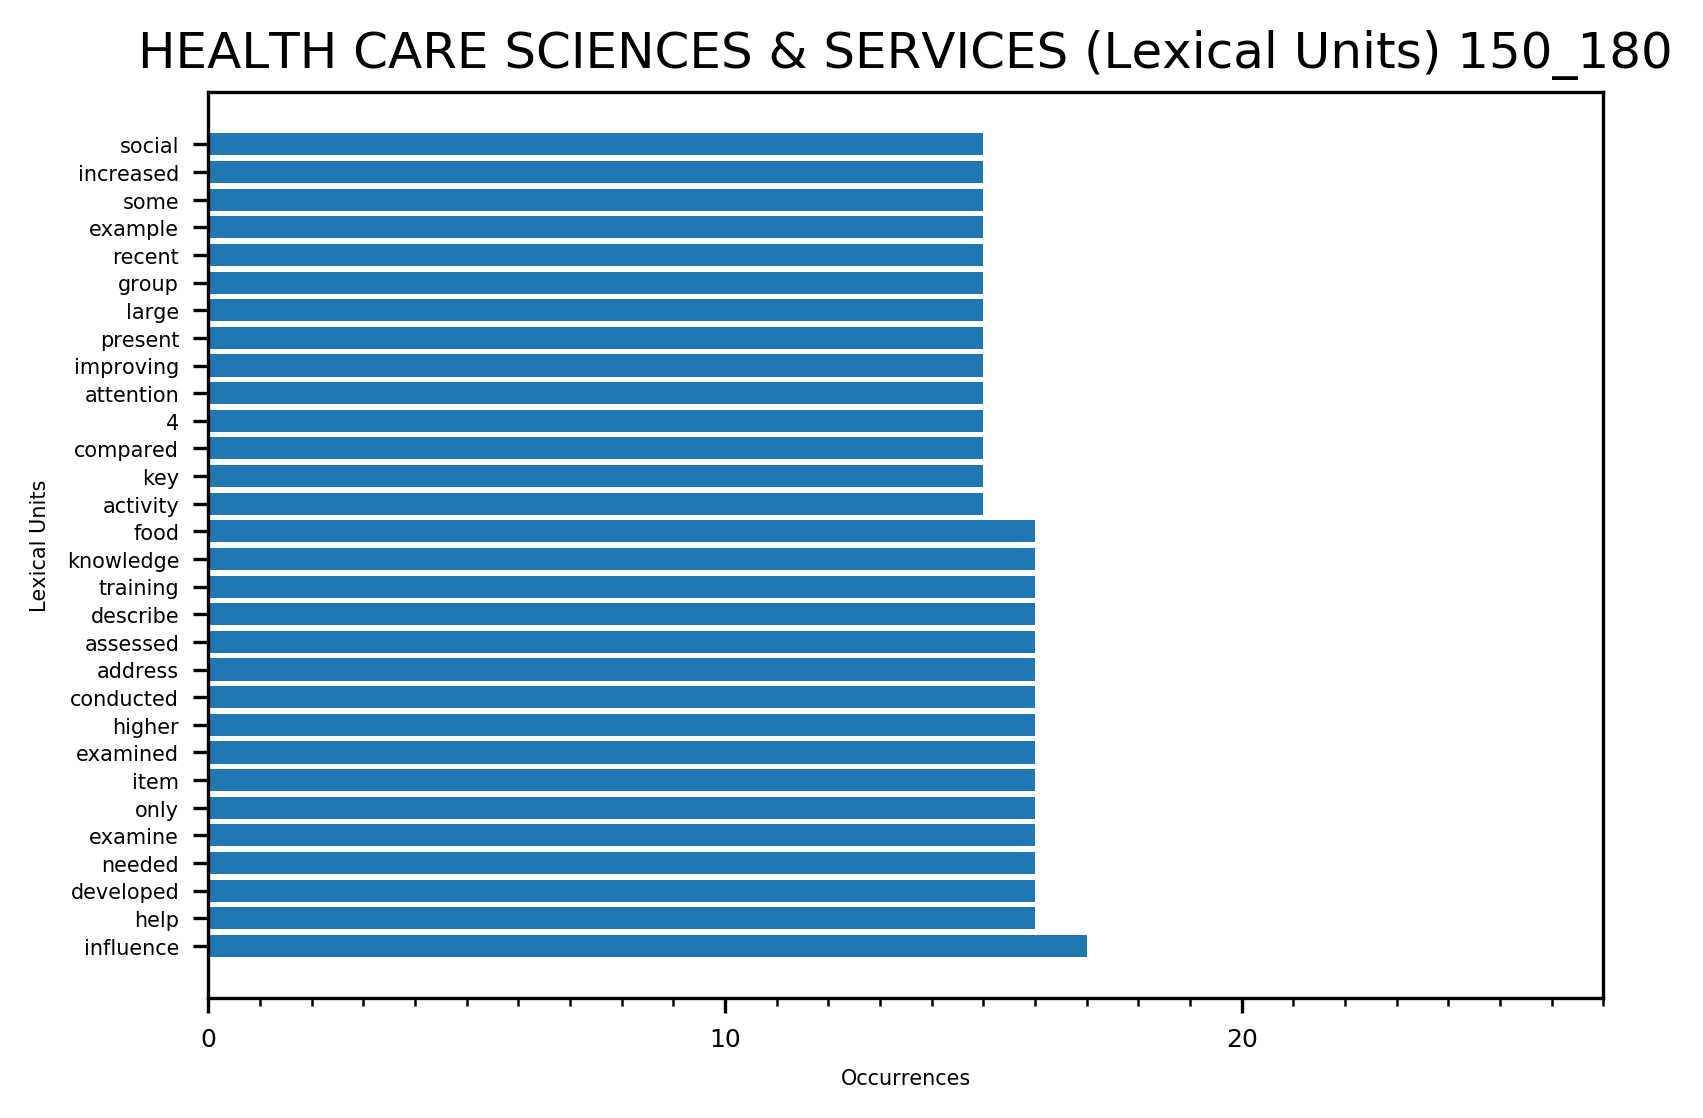 HEALTH CARE SCIENCES & SERVICES (Lexical Units) 150_180
social
increased
some
example
recent
group
large
present
improving
attention
4
compared
key
activity
food
knowledge
training
describe
assessed
address
conducted
higher
examined
item
only
examine
needed
developed
help
influence
Lexical Units
0 10 20
Occurrences